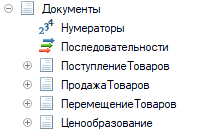 Документы
Нумераторы
Последовательности
ПоступлениеТоваров
ПродажаТоваров
ПеремещениеТоваров
Ценообразование